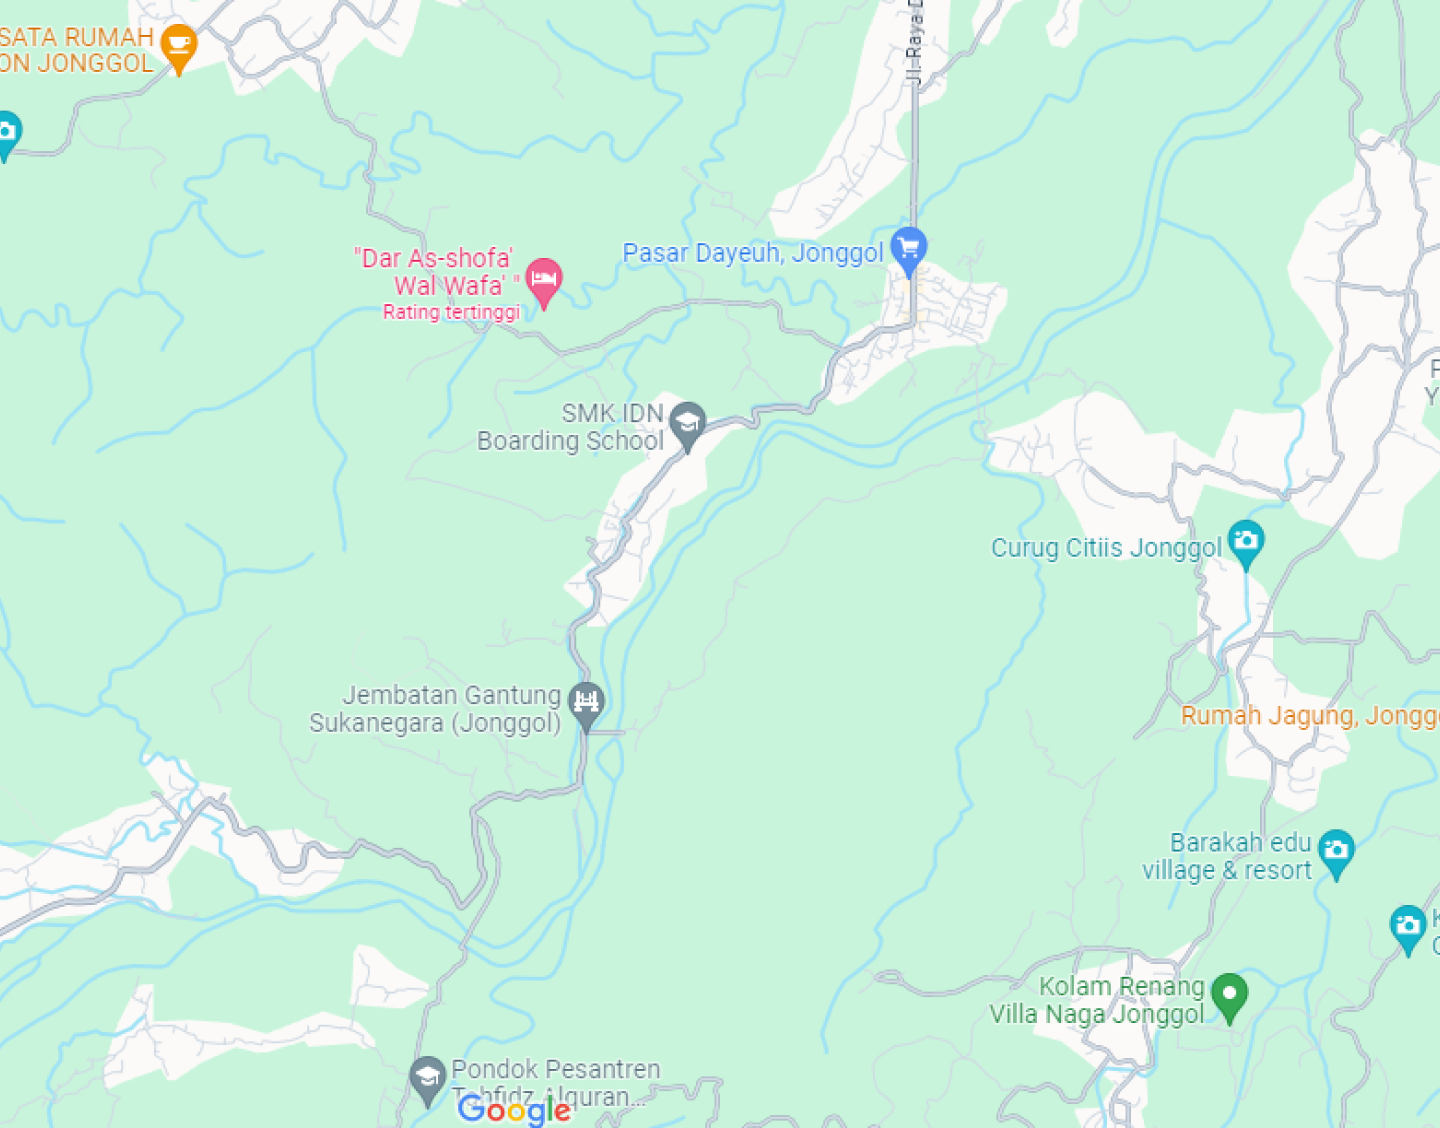 SATA RUMAH
ON JONGGOL
Jl. Raya D
"Dar As-shofa'
Wal Wafa' "
Rating tertinggi
Pasar Dayeuh, Jonggol
SMK IDN
Boarding School
P
Y
Curug Citiis Jonggol
Jembatan Gantung
Sukanegara (Jonggol)
Rumah Jagung, Jongg
Barakah edu
village & resort
K
C
Kolam Renang
Villa Naga Jonggol
Pondok Pesantren
Tahfidz Alquran...
Google